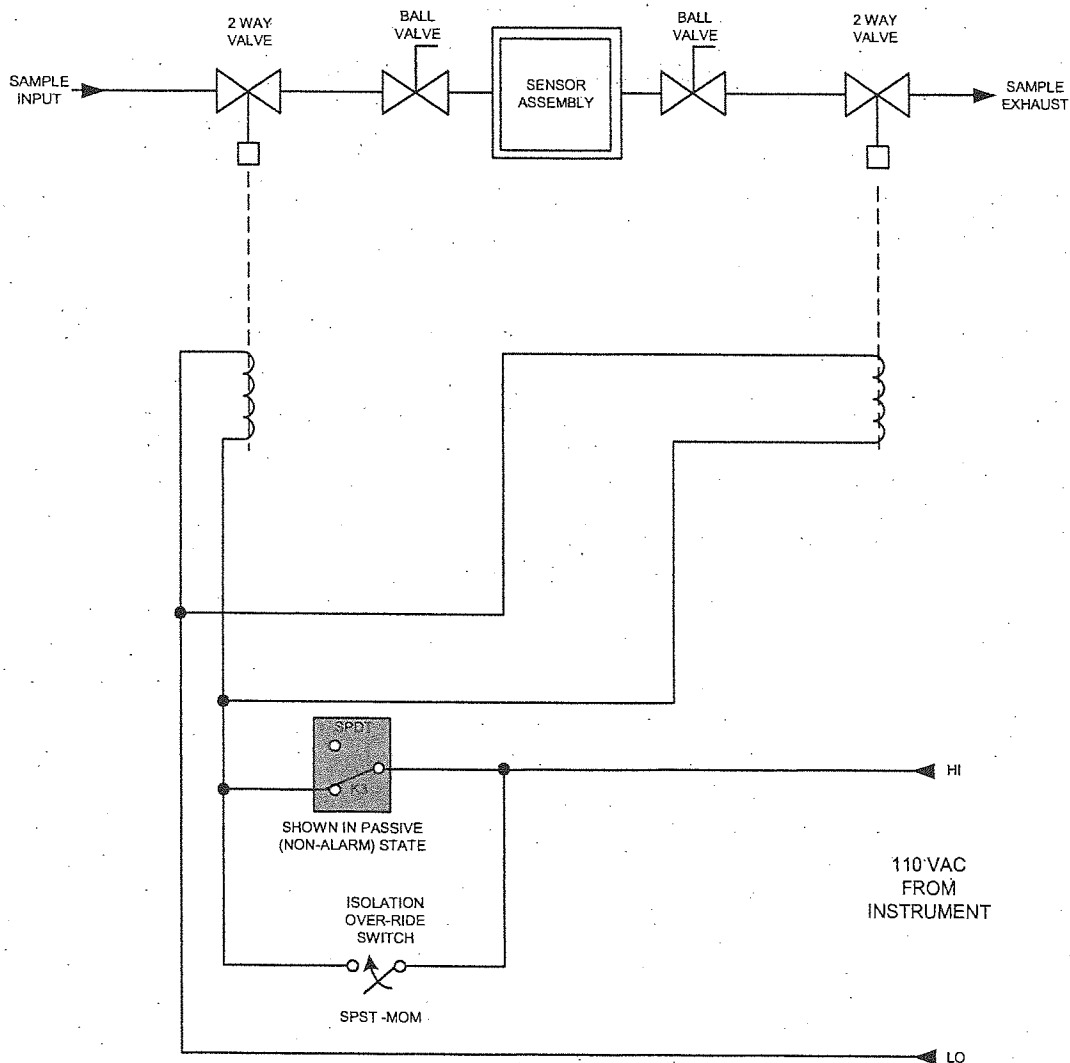 2 WAY
VALVE
BALL
VALVE
BALL
VALVE
2 WAY
VALVE
SAMPLE
INPUT
SENSOR
ASSEMBLY
SAMPLE
EXHAUST
SPDT
K3
HI
SHOWN IN PASSIVE
(NON-ALARM) STATE
110 VAC
FROM
INSTRUMENT
ISOLATION
OVER-RIDE
SWITCH
SPST -MOM
LO